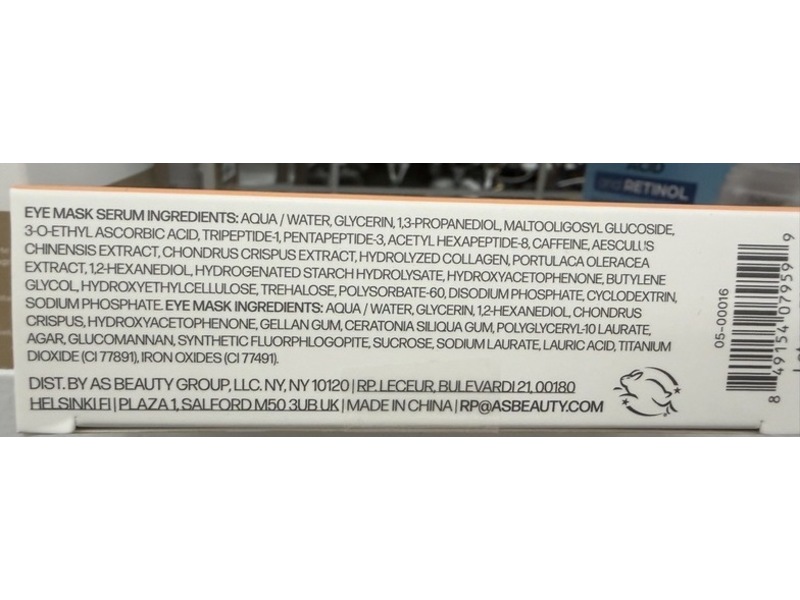 ACID
and RETINOL
EYE MASK SERUM INGREDIENTS: AQUA / WATER, GLYCERIN, 1,3-PROPANEDIOL, MALTOOLIGOSYL GLUCOSIDE,
3-O-ETHYL ASCORBIC ACID, TRIPEPTIDE-1, PENTAPEPTIDE-3, ACETYL HEXAPEPTIDE-8, CAFFEINE, AESCULUS
CHINENSIS EXTRACT, CHONDRUS CRISPUS EXTRACT, HYDROLYZED COLLAGEN, PORTULACA OLERACEA
EXTRACT, 1,2-HEXANEDIOL, HYDROGENATED STARCH HYDROLYSATE, HYDROXYACETOPHENONE, BUTYLENE
GLYCOL, HYDROXYETHYLCELLULOSE, TREHALOSE, POLYSORBATE-60, DISODIUM PHOSPHATE, CYCLODEXTRIN,
SODIUM PHOSPHATE. EYE MASK INGREDIENTS: AQUA / WATER, GLYCERIN, 1,2-HEXANEDIOL, CHONDRUS
CRISPUS, HYDROXYACETOPHENONE, GELLAN GUM, CERATONIA SILIQUA GUM, POLYGLYCERYL-10 LAURATE,
AGAR, GLUCOMANNAN, SYNTHETIC FLUORPHLOGOPITE, SUCROSE, SODIUM LAURATE, LAURIC ACID, TITANIUM
DIOXIDE (CI 77891), IRON OXIDES (CI 77491).
DIST. BY AS BEAUTY GROUP, LLC. NY, NY 10120 | RP. LECEUR, BULEVARDI 21, 00180
HELSINKI.FI | PLAZA 1, SALFORD M50 3UB.UK | MADE IN CHINA | RP@ASBEAUTY.COM
05-00016
8 49154 07959 9